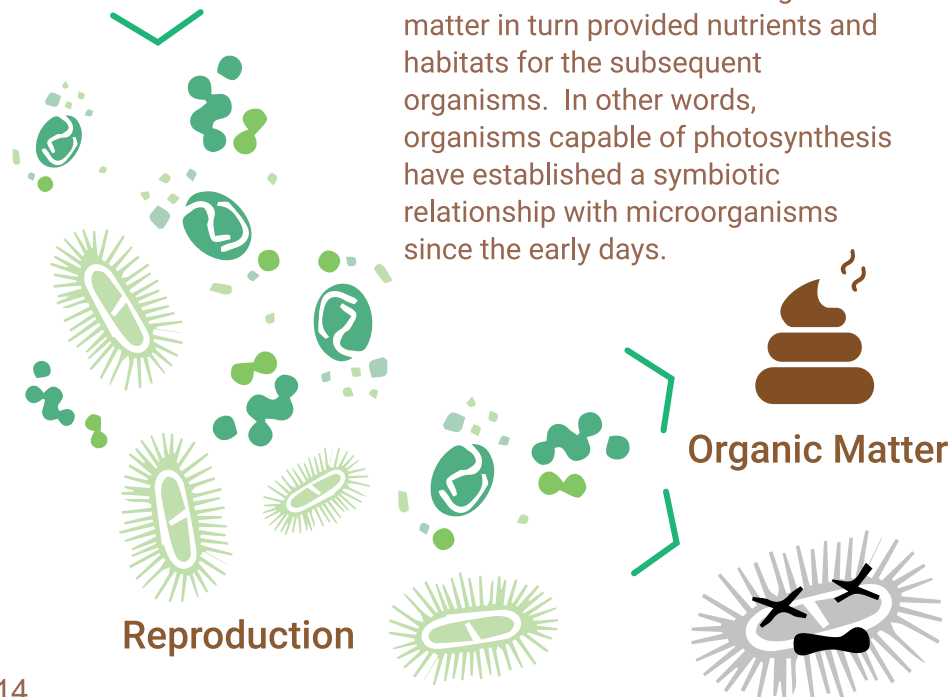 matter in turn provided nutrients and
habitats for the subsequent
organisms.  In other words,
organisms capable of photosynthesis
have established a symbiotic
relationship with microorganisms
since the early days.
Organic Matter
Reproduction
14